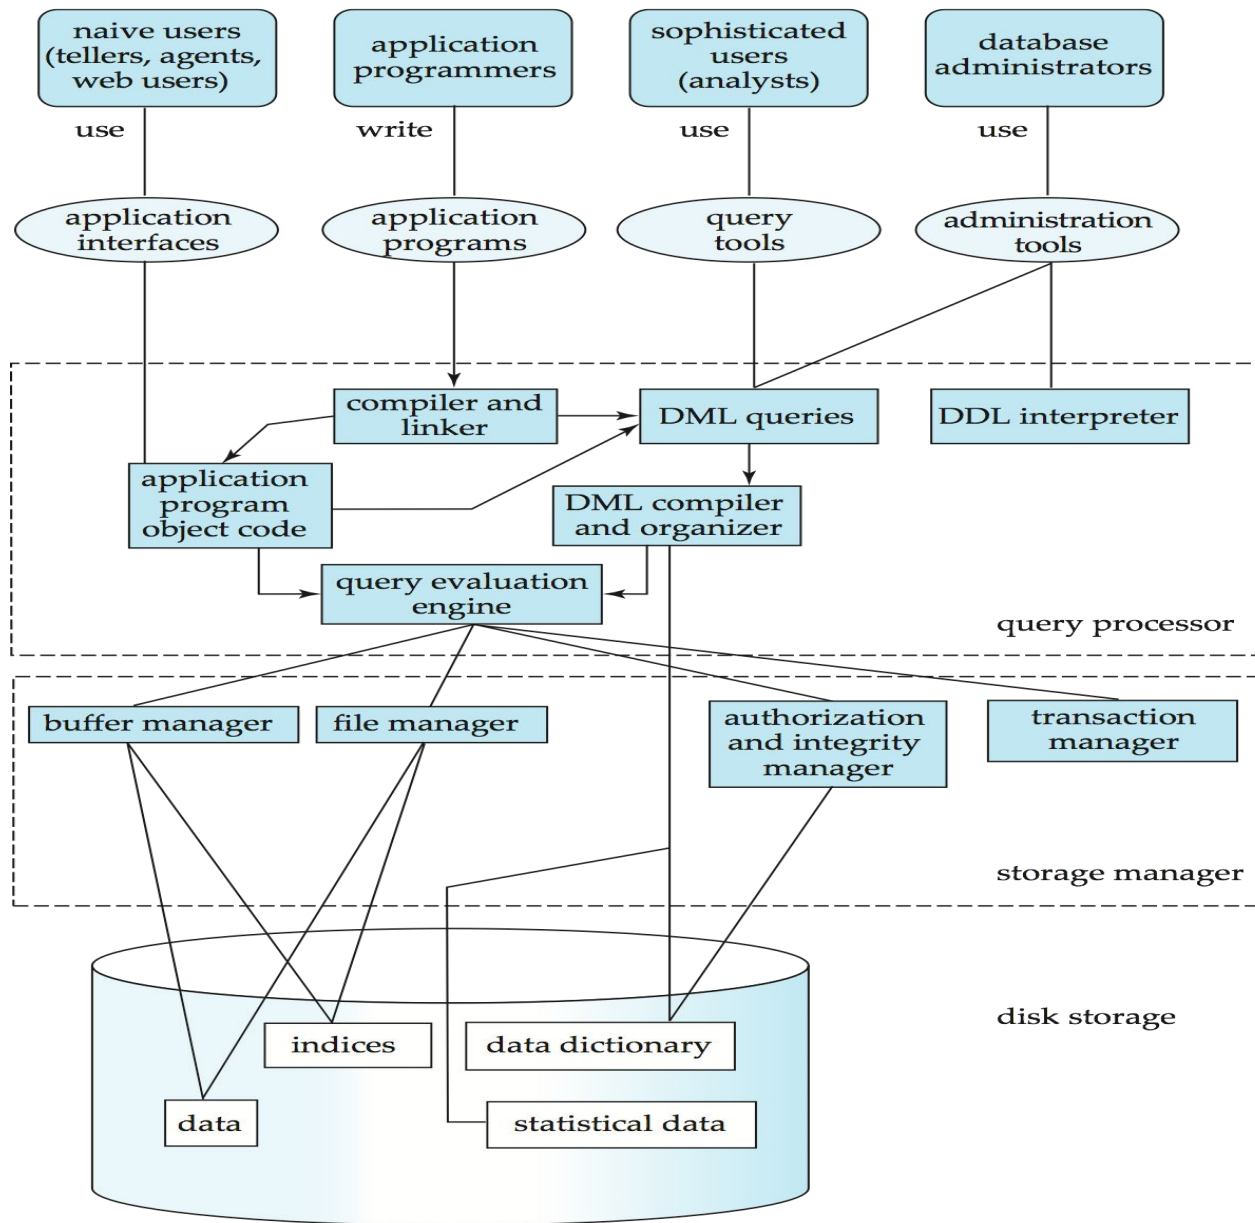 naive users
(tellers, agents,
web users)
application
programmers
sophisticated
users
(analysts)
database
administrators
use
write
use
use
application
interfaces
application
programs
query
tools
administration
tools
compiler and
linker
DML queries
DDL interpreter
application
program
object code
DML compiler
and organizer
query evaluation
engine
query processor
buffer manager
file manager
authorization
and integrity
manager
transaction
manager
storage manager
disk storage
indices
data dictionary
data
statistical data